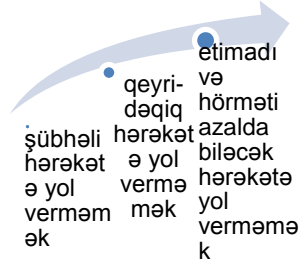 şübhəli
hərəkət
ə yol
verməm
ək
qeyri-
dəqiq
hərəkət
ə yol
vermə
mək
etimadı
və
hörməti
azalda
biləcək
hərəkətə
yol
verməmə
k